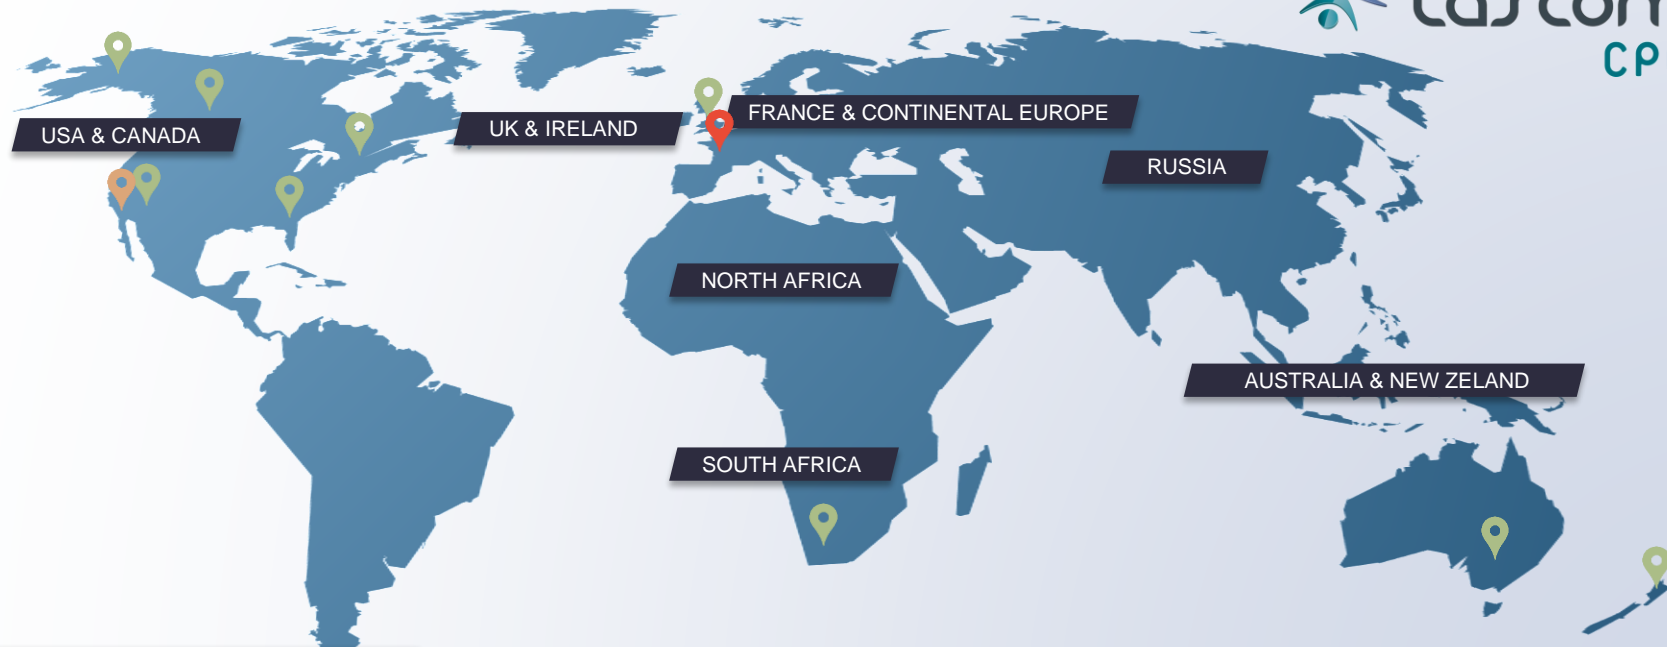 CP
USA & CANADA
UK & IRELAND
FRANCE & CONTINENTAL EUROPE
RUSSIA
NORTH AFRICA
AUSTRALIA & NEW ZELAND
SOUTH AFRICA